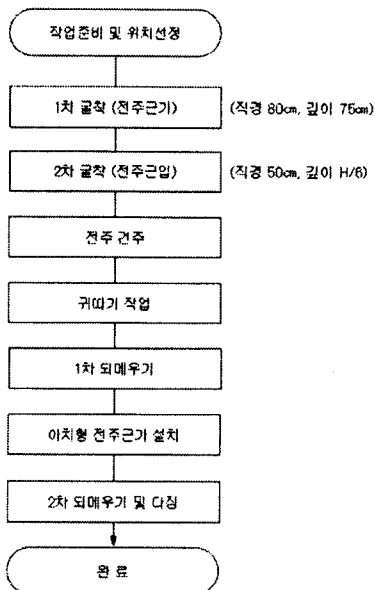 작업준비 및 위치선정
1차 굴착 (전주근기) (직경 80cm, 깊이 75cm)
2차 굴착 (전주근입) (직경 50cm, 깊이 H/6)
전주 건주
귀따기 작업
1차 되메우기
아치형 전주근가 설치
2차 되메우기 및 다짐
완 료